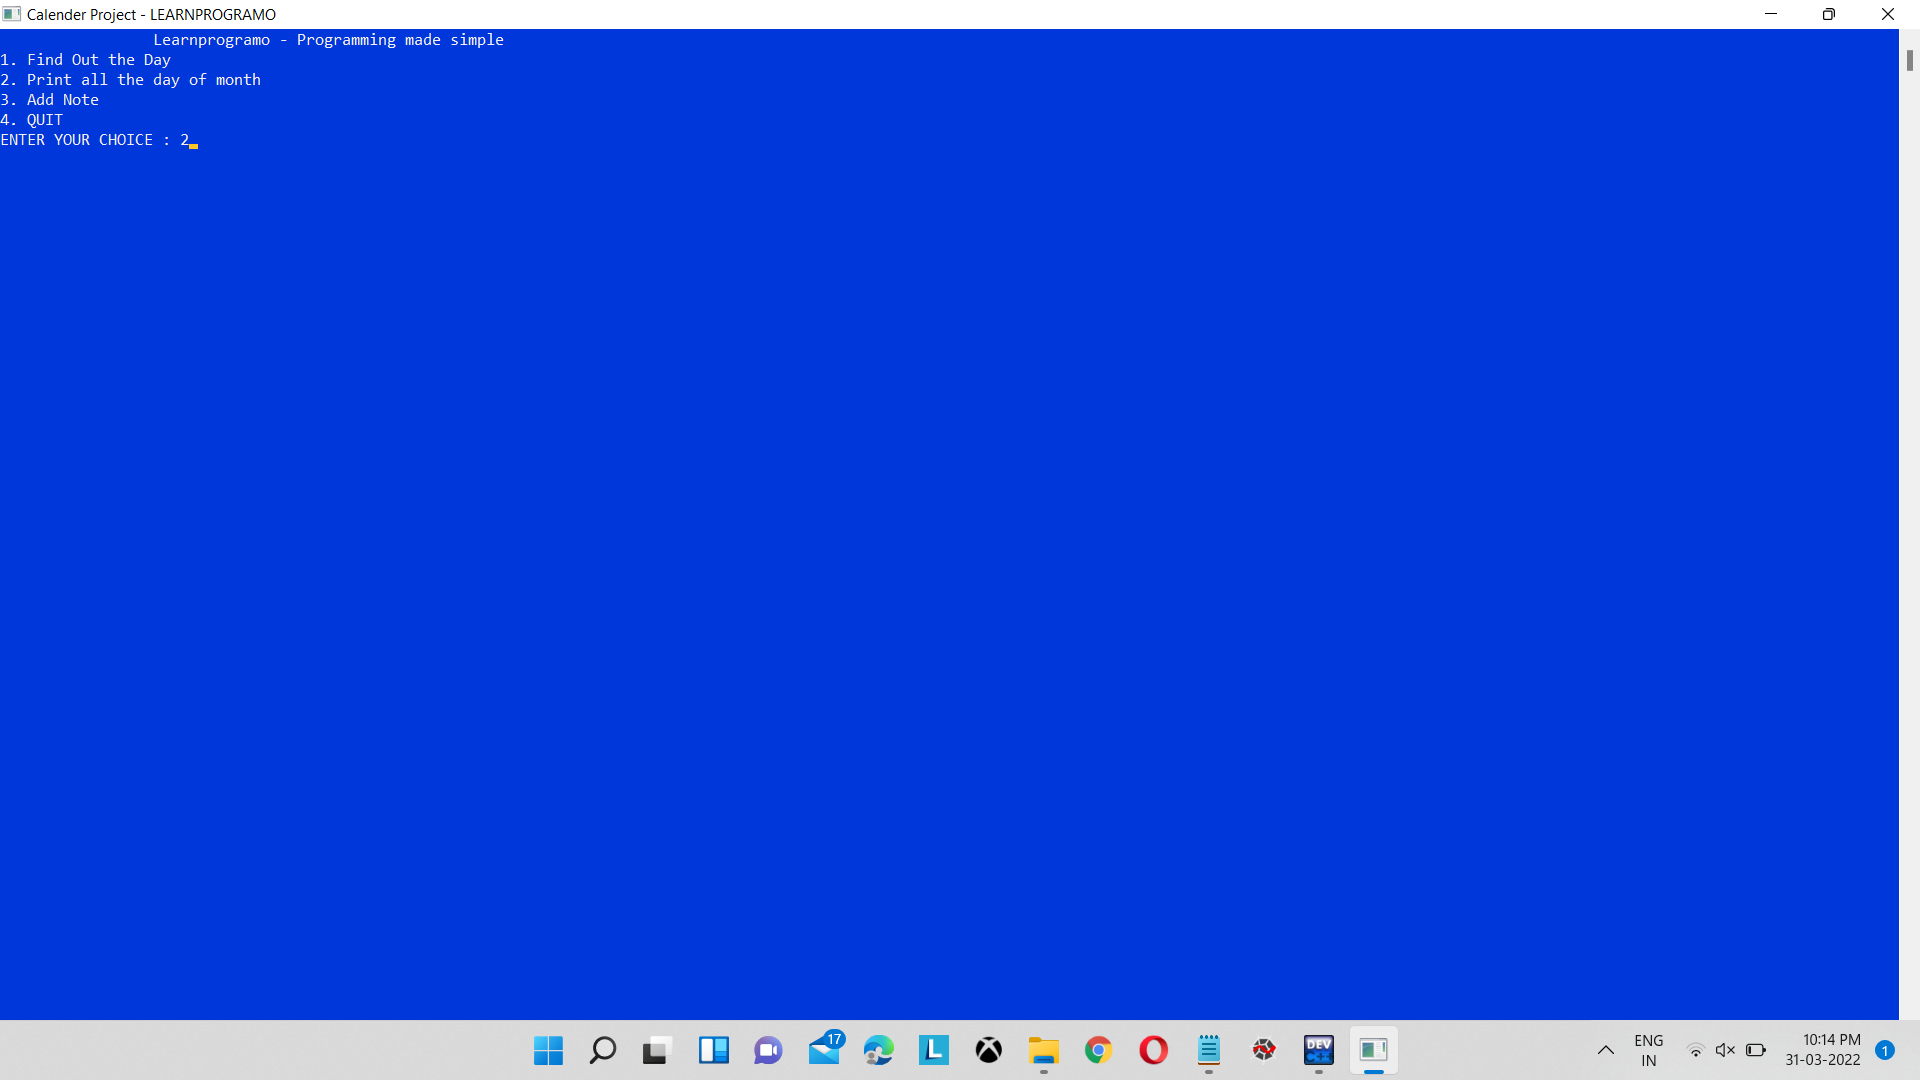 Calender Project - LEARNPROGRAMO
Learnprogramo - Programming made simple
1. Find Out the Day
2. Print all the day of month
3. Add Note
4. QUIT
ENTER YOUR CHOICE : 2
17
L
DEV
C++
ENG
IN
10:14 PM
31-03-2022
1